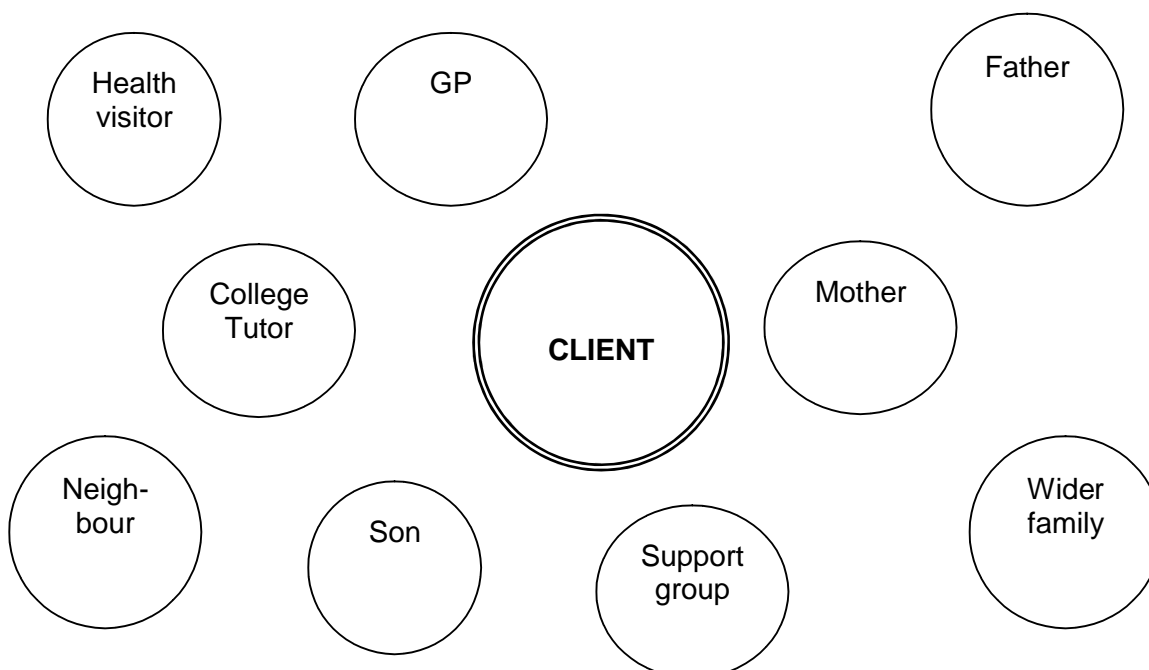 Health
visitor
GP
Father
College
Tutor
CLIENT
Mother
Neigh-
bour
Son
Support
group
Wider
family